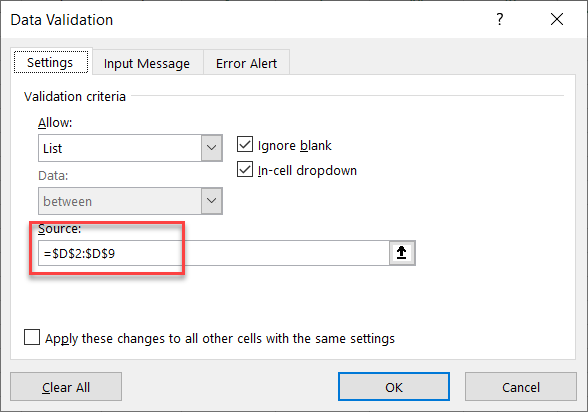 Data Validation ? ×
Settings Input Message Error Alert
Validation criteria
Allow:
List
Ignore blank
In-cell dropdown
Data:
between
Source:
=$D$2:$D$9
Apply these changes to all other cells with the same settings
Clear All OK Cancel